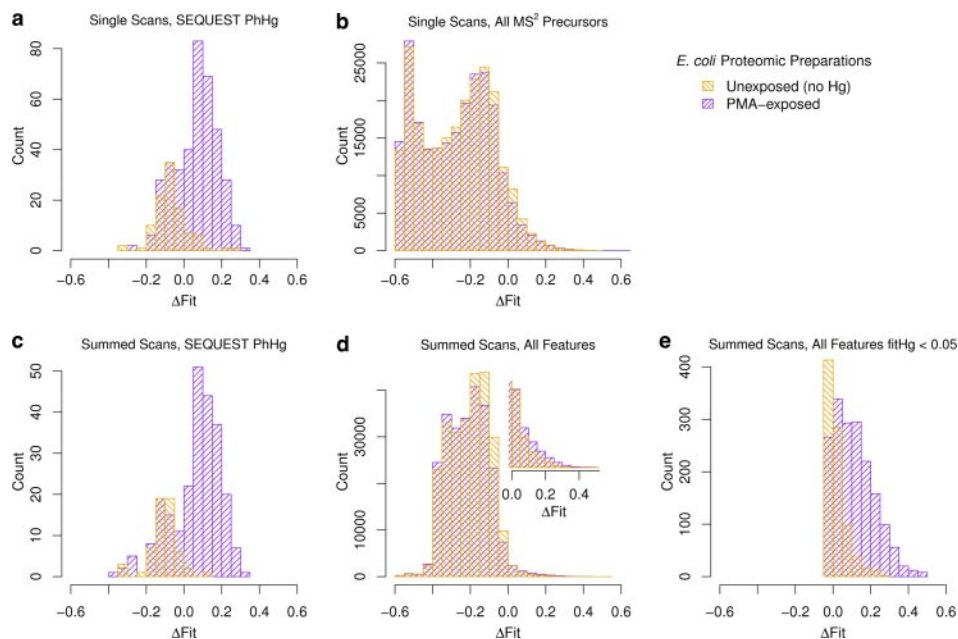 a
Single Scans, SEQUEST PhHg
Count
0
20
40
60
80
−0.6
−0.2
0.0
0.2
0.4
0.6
ΔFit
b
Single Scans, All MS² Precursors
Count
0
5000
15000
25000
−0.6
−0.2
0.0
0.2
0.4
0.6
ΔFit
E. coli Proteomic Preparations
Unexposed (no Hg)
PMA−exposed
c
Summed Scans, SEQUEST PhHg
Count
0
10
20
30
40
50
−0.6
−0.2
0.0
0.2
0.4
0.6
ΔFit
d
Summed Scans, All Features
Count
0
10000
30000
−0.6
−0.2
0.0
0.2
0.4
0.6
ΔFit
0.0
0.2
0.4
ΔFit
e
Summed Scans, All Features fitHg < 0.05
Count
0
100
200
300
400
−0.6
−0.2
0.0
0.2
0.4
0.6
ΔFit